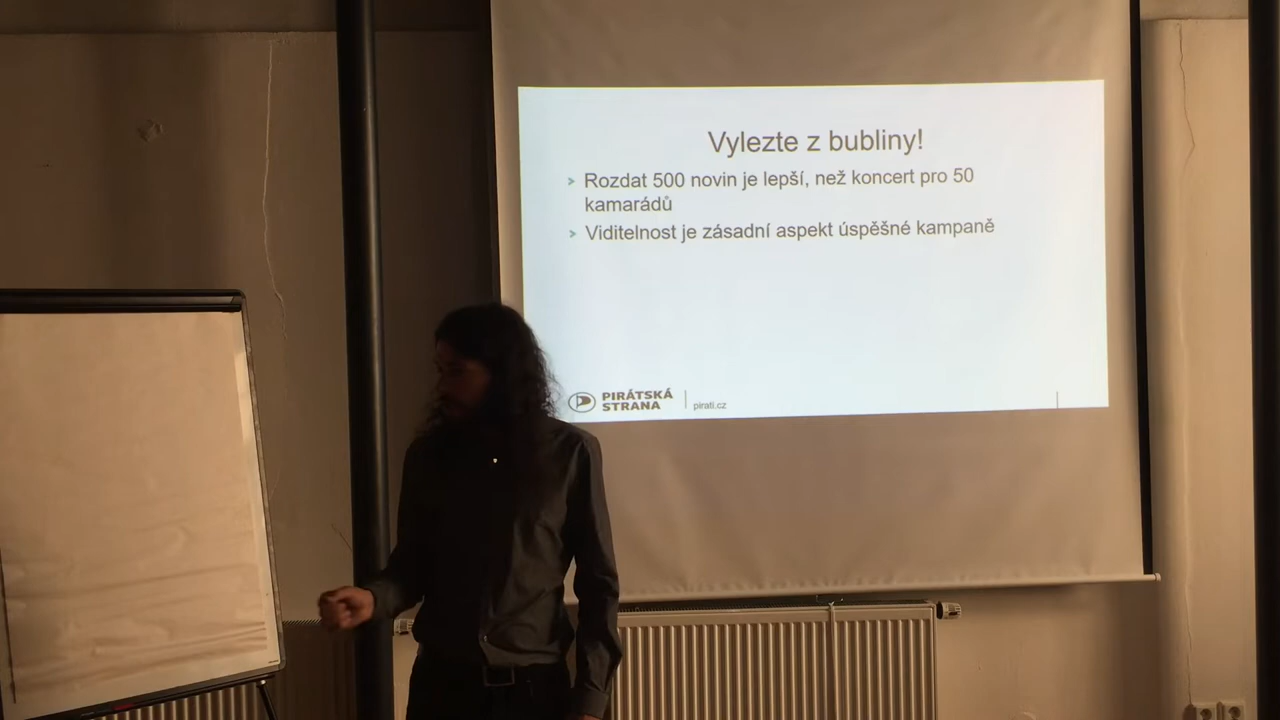 Vylezte z bubliny!
Rozdat 500 novin je lepší, než koncert pro 50
kamarádů
Viditelnost je zásadní aspekt úspěšné kampaně
PIRÁTSKÁ
STRANA
pirati.cz